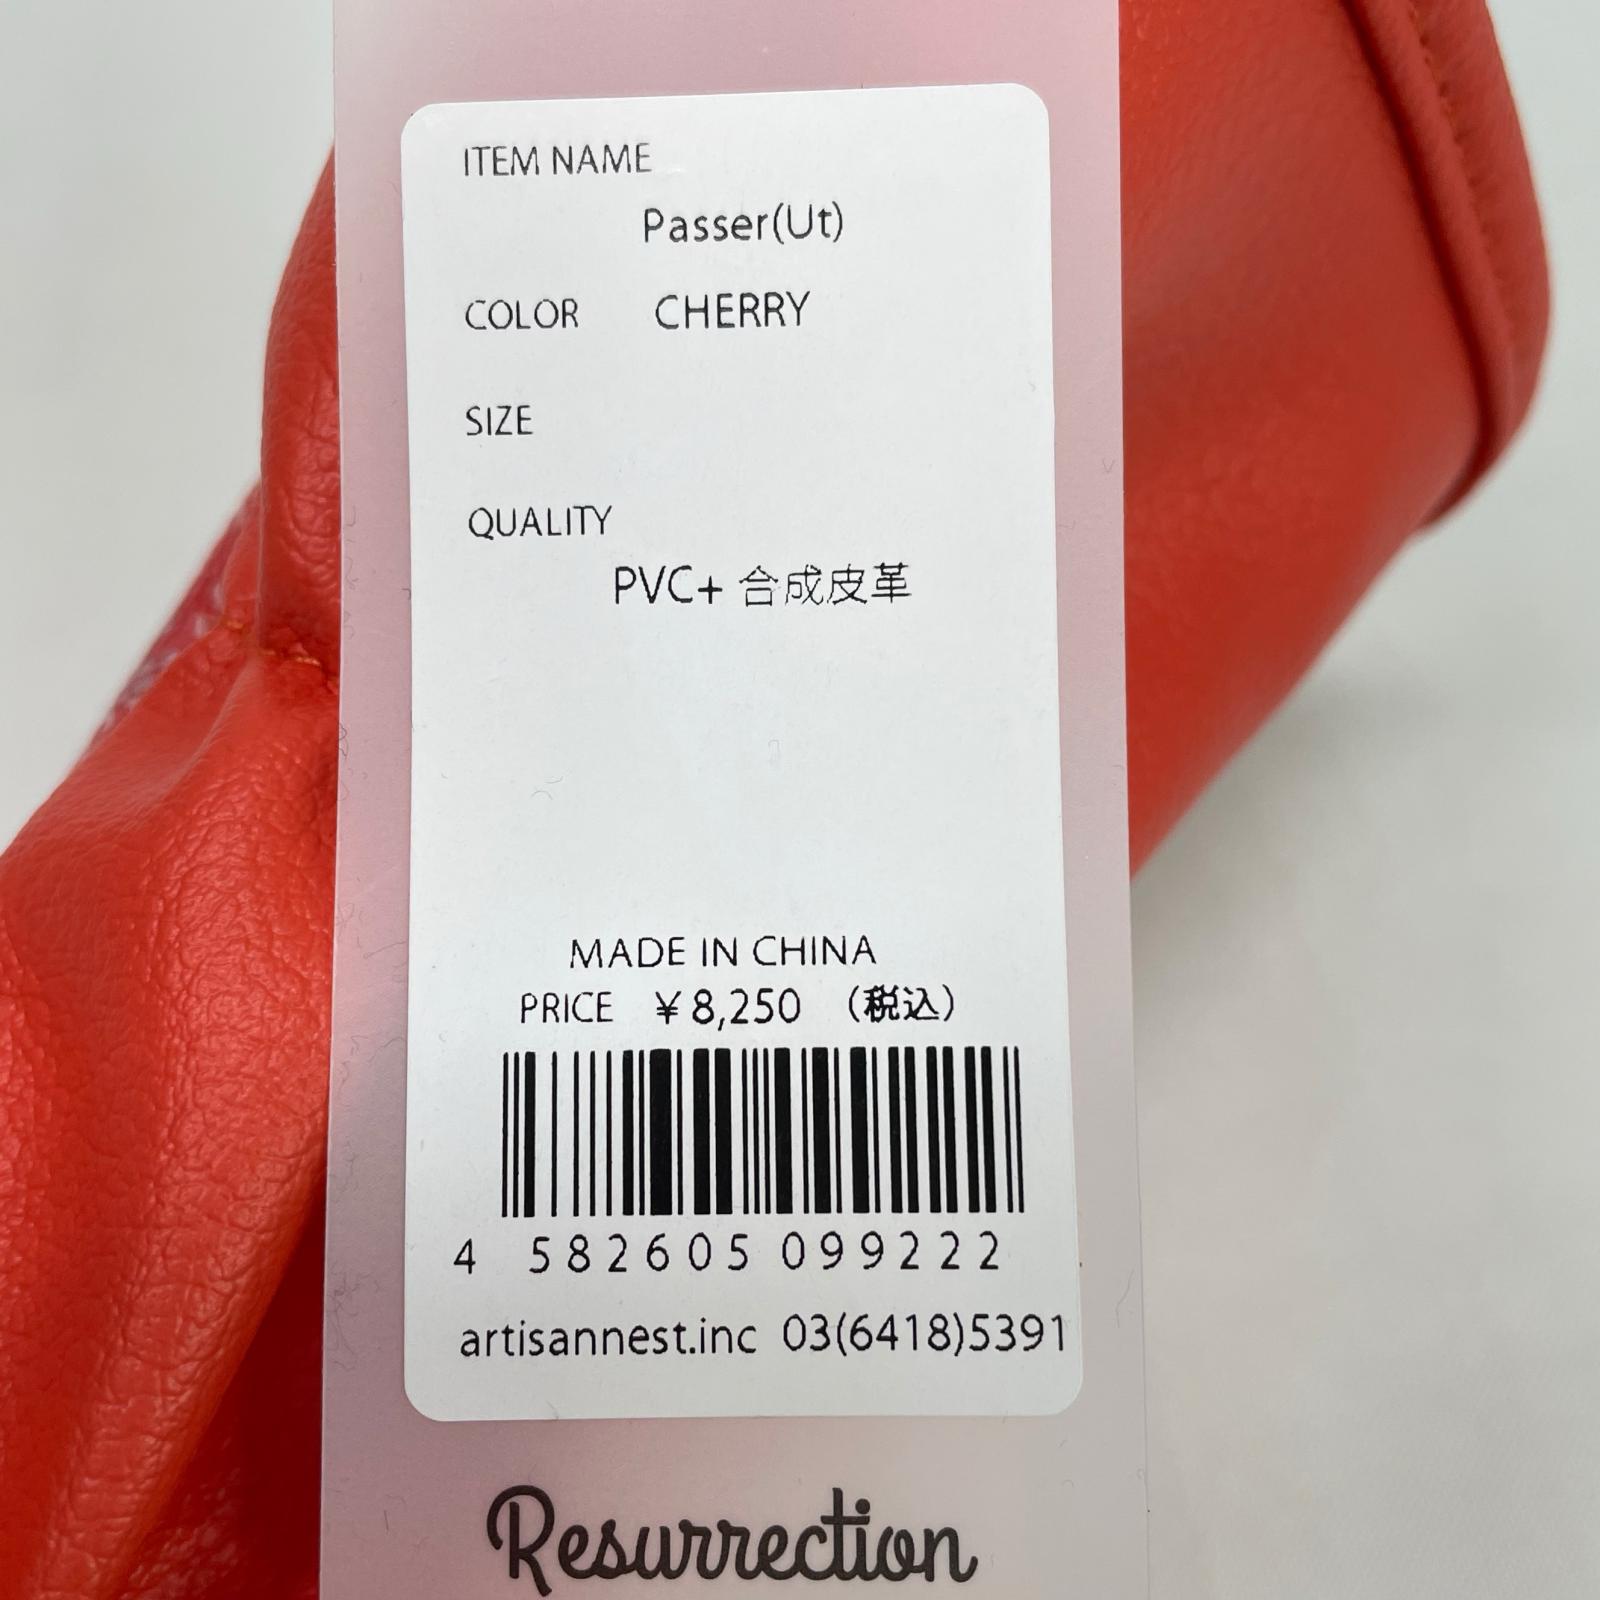 ITEM NAME
Passer(Ut)
COLOR CHERRY
SIZE
QUALITY
PVC+ 合成皮革
MADE IN CHINA
PRICE ¥8,250 （税込）
4 582605 099222
artisannest.inc 03(6418)5391
Resurrection